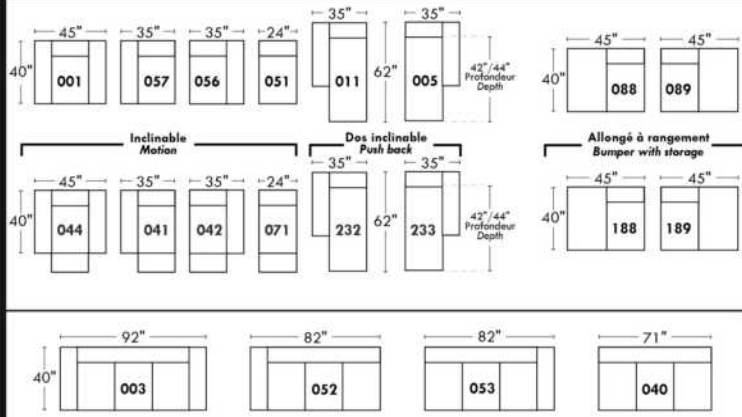 45" 35" 35" 24" 35" 35" 45" 45"
40" 001 057 056 051 011 62" 005 42"/44" Profondeur Depth 40" 088 089
Inclinable Dos inclinable Allongé à rangement
Motion Push back Bumper with storage
45" 35" 35" 24" 35" 35" 45" 45"
40" 044 041 042 071 232 62" 233 42"/44" Profondeur Depth 40" 188 189
92" 82" 82" 71"
40" 003 052 053 040